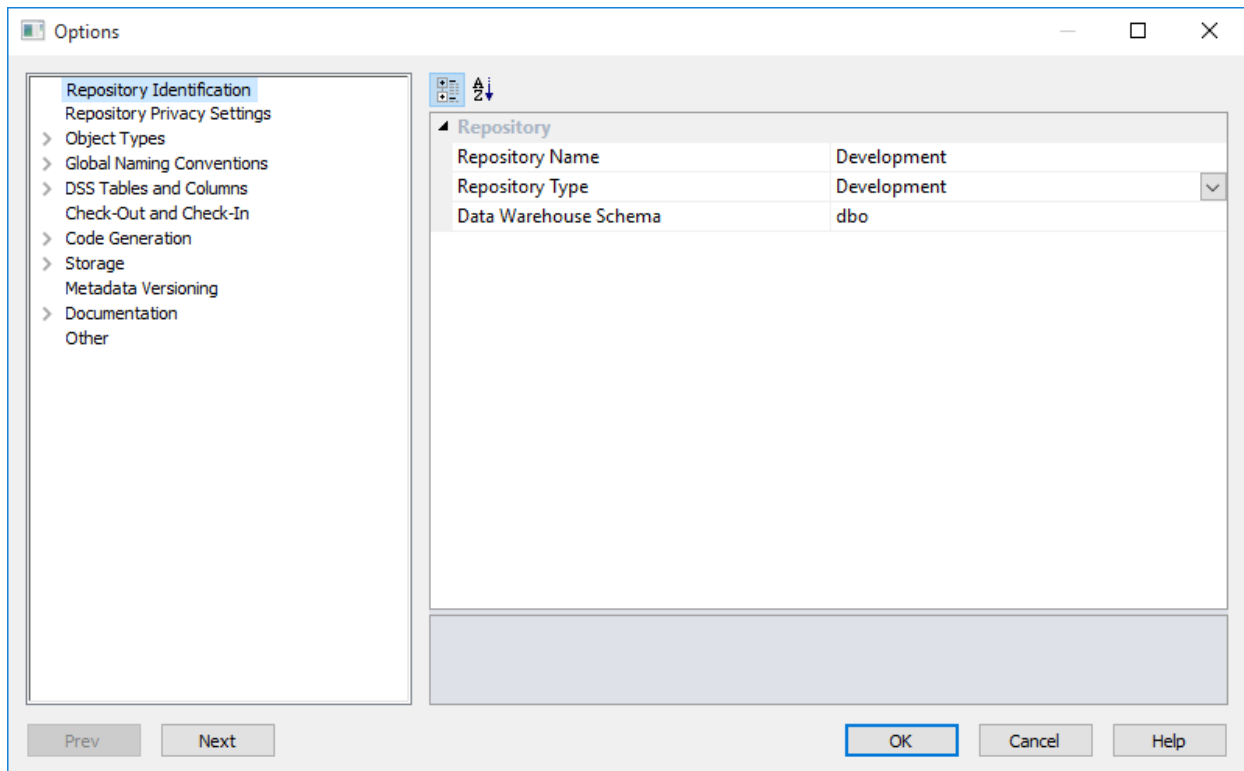 Options
Repository Identification
Repository Privacy Settings
Object Types
Global Naming Conventions
DSS Tables and Columns
Check-Out and Check-In
Code Generation
Storage
Metadata Versioning
Documentation
Other
A
Z
Repository
Repository Name Development
Repository Type Development
Data Warehouse Schema dbo
Prev Next OK Cancel Help